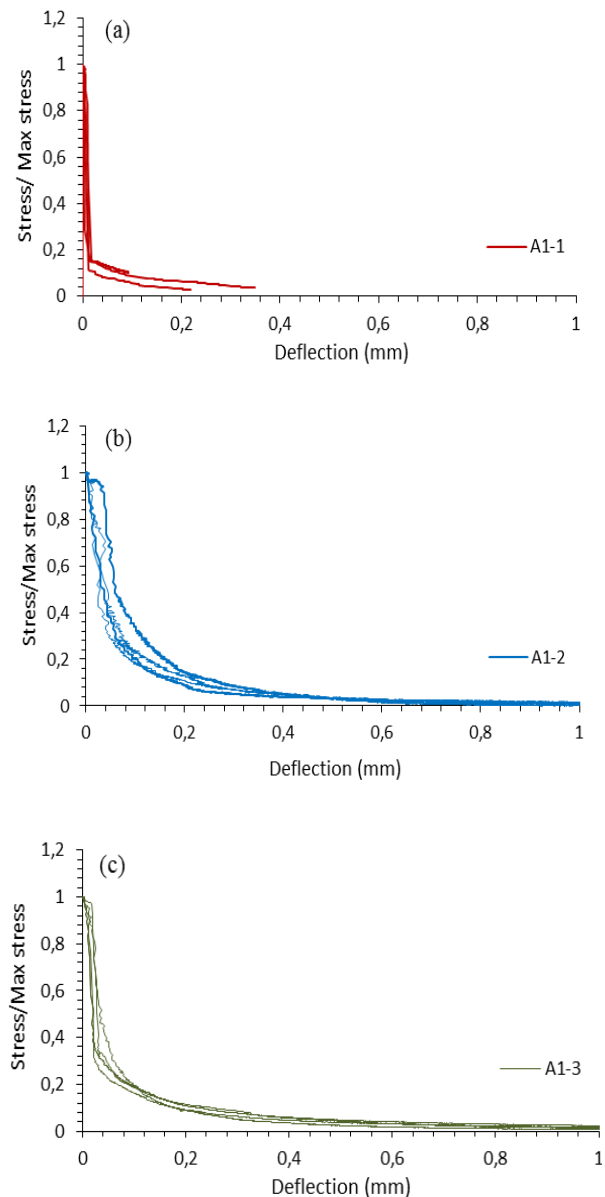 (a)
1,2
1
0,8
0,6
0,4
0,2
0
Stress/ Max stress
A1-1
0 0,2 0,4 0,6 0,8 1
Deflection (mm)
(b)
1,2
1
0,8
0,6
0,4
0,2
0
Stress/Max stress
A1-2
0 0,2 0,4 0,6 0,8 1
Deflection (mm)
(c)
1,2
1
0,8
0,6
0,4
0,2
0
Stress/Max stress
A1-3
0 0,2 0,4 0,6 0,8 1
Deflection (mm)